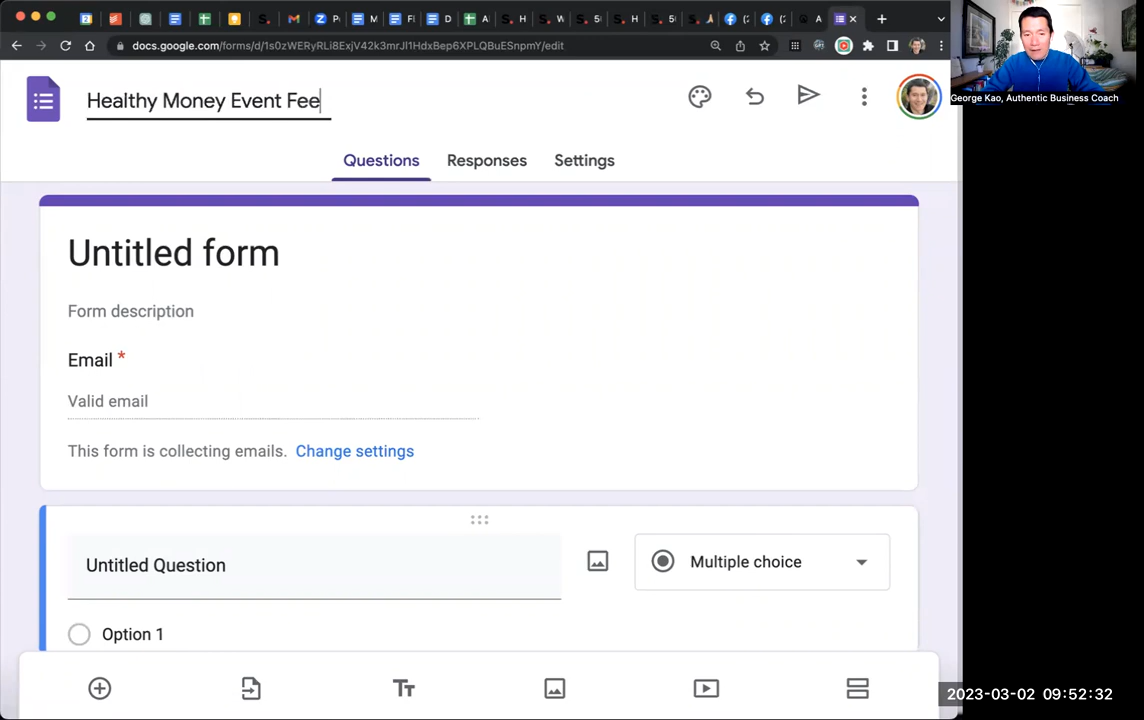 docs.google.com/forms/d/1s0zWERyRLi8ExjV42k3mrJl1HdxBep6XPLQBuESnpmY/edit
George Kao, Authentic Business Coach
Healthy Money Event Fee
Questions Responses Settings
Untitled form
Form description
Email *
Valid email
This form is collecting emails. Change settings
Untitled Question
Multiple choice
Option 1
2023-03-02 09:52:32